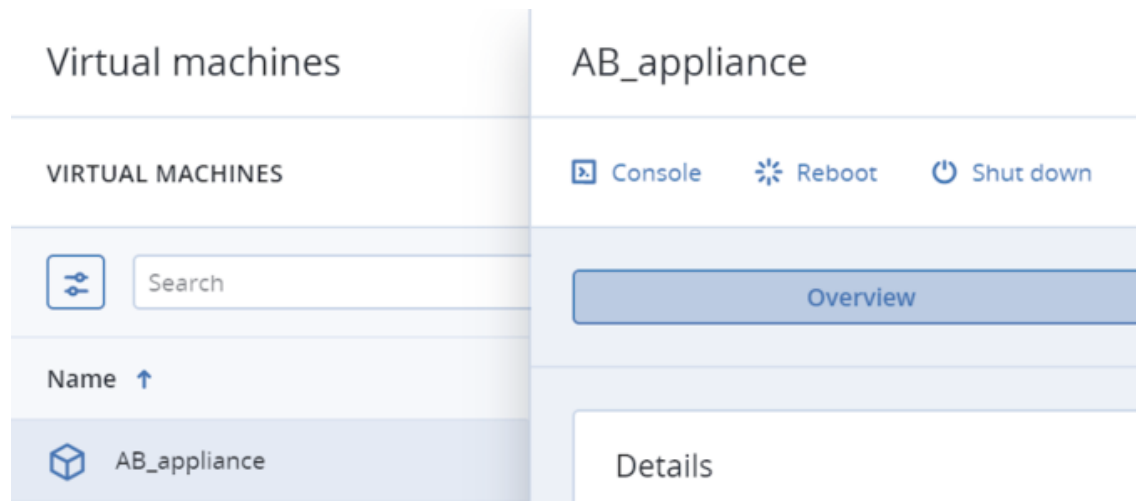 Virtual machines
VIRTUAL MACHINES
Search
Name
AB_appliance
AB_appliance
Console Reboot Shut down
Overview
Details